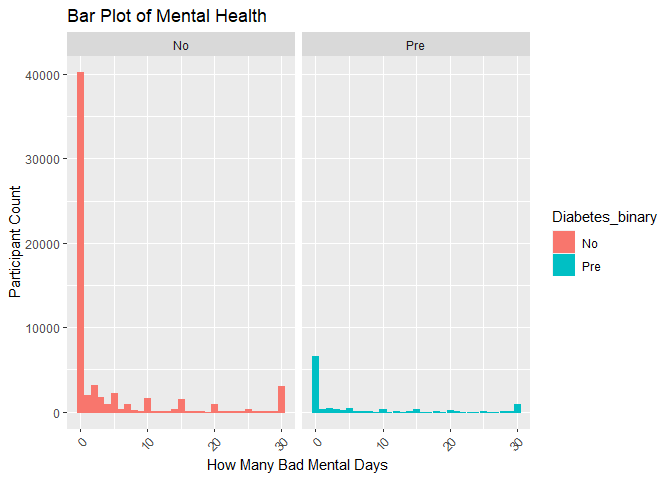 Bar Plot of Mental Health
No
Pre
40000
30000
20000
10000
0
Participant Count
0
10
20
30
0
10
20
30
How Many Bad Mental Days
Diabetes_binary
No
Pre